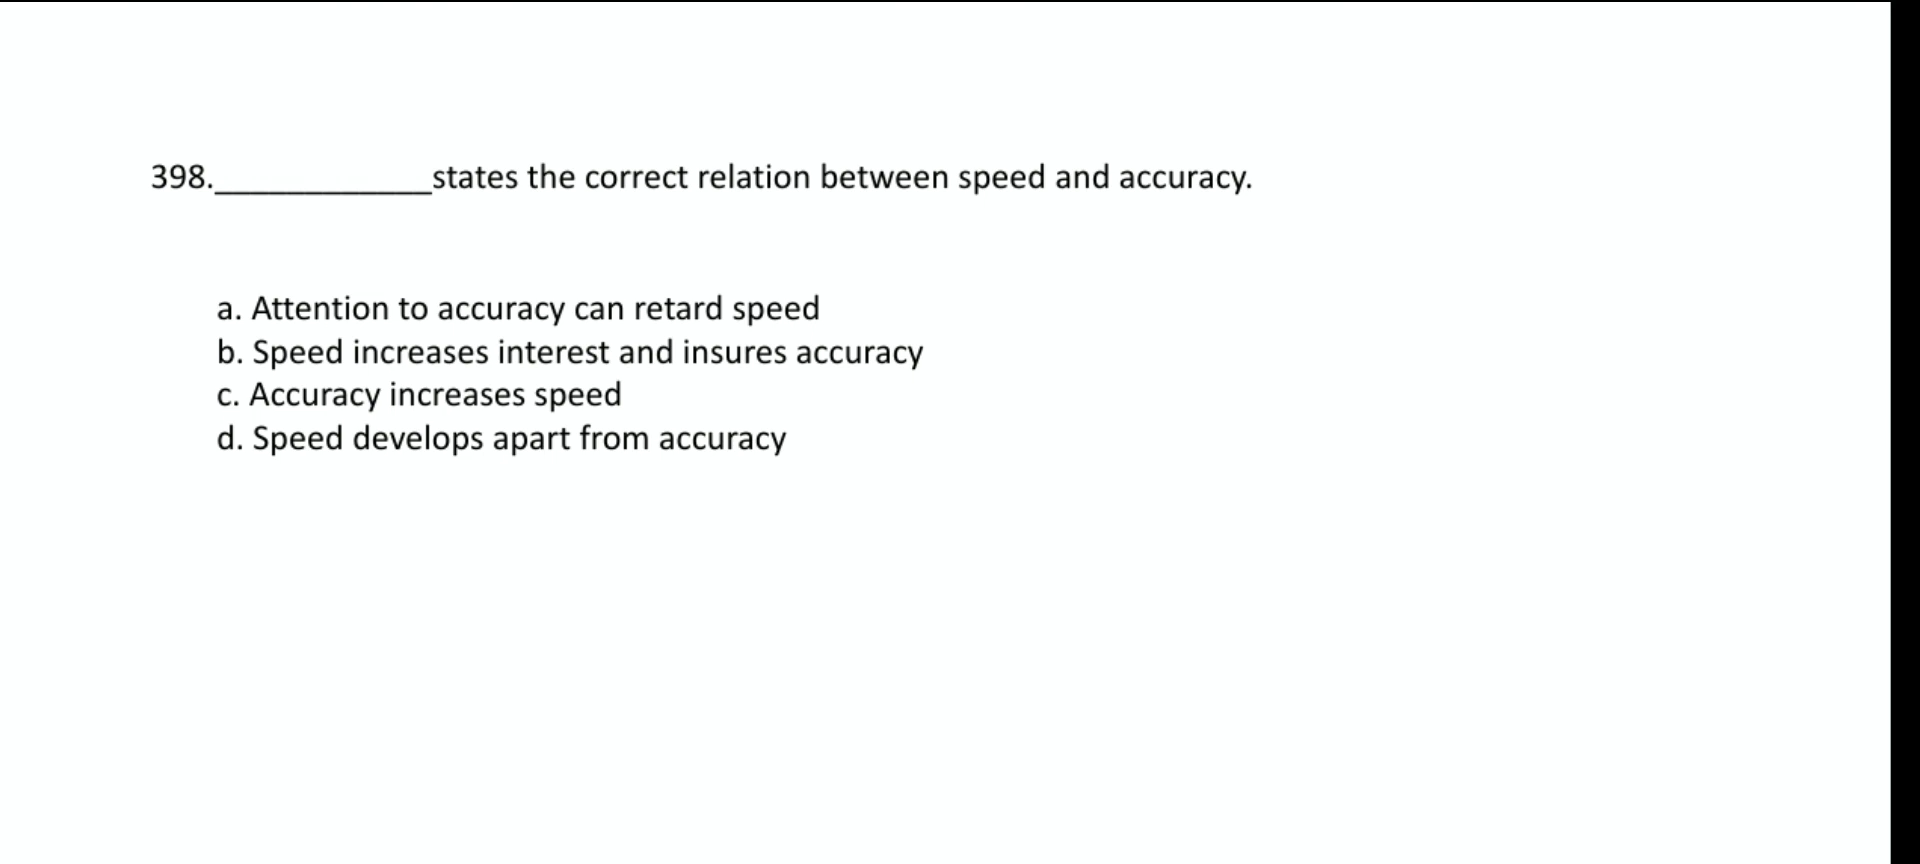 398.____________states the correct relation between speed and accuracy.
a. Attention to accuracy can retard speed
b. Speed increases interest and insures accuracy
c. Accuracy increases speed
d. Speed develops apart from accuracy